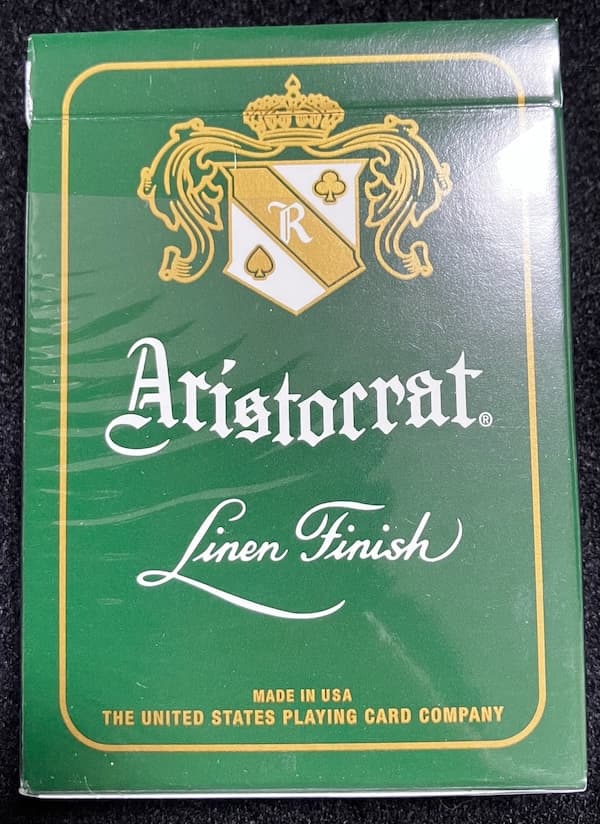 R
Aristocrat®
Linen Finish
MADE IN USA
THE UNITED STATES PLAYING CARD COMPANY